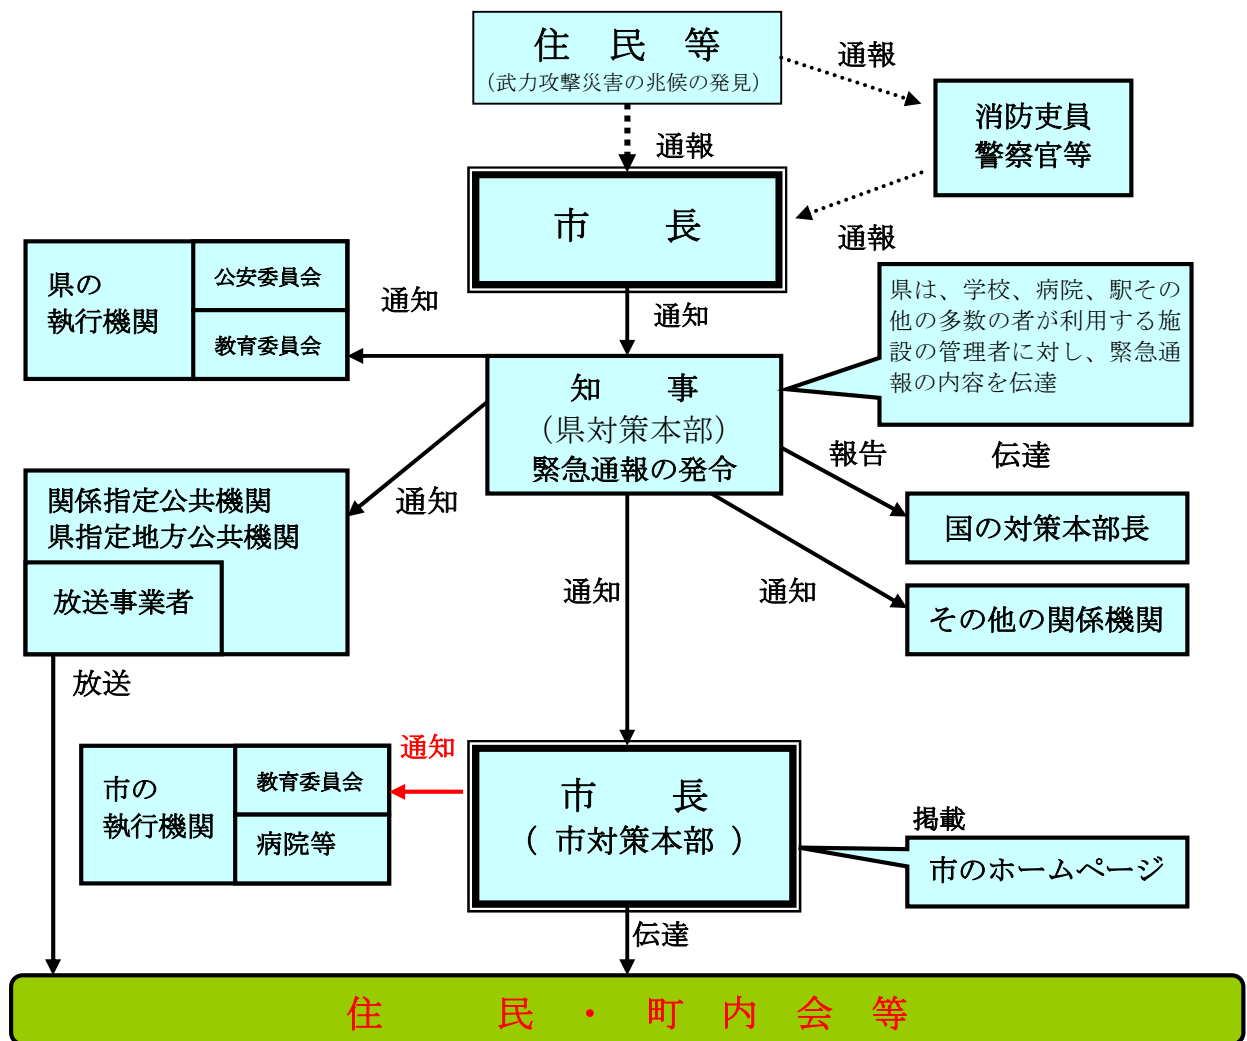 住　民　等
（武力攻撃災害の兆候の発見）
通報
消防吏員
警察官等
通報
市　　長
通報
県の
執行機関
公安委員会
教育委員会
通知
通知
県は、学校、病院、駅その
他の多数の者が利用する施
設の管理者に対し、緊急通
報の内容を伝達
知　　事
（県対策本部）
緊急通報の発令
報告
伝達
関係指定公共機関
県指定地方公共機関
放送事業者
通知
国の対策本部長
通知
通知
その他の関係機関
放送
市の
執行機関
教育委員会
病院等
通知
市　　長
（ 市対策本部 ）
掲載
市のホームページ
伝達
住　　民・町内会等